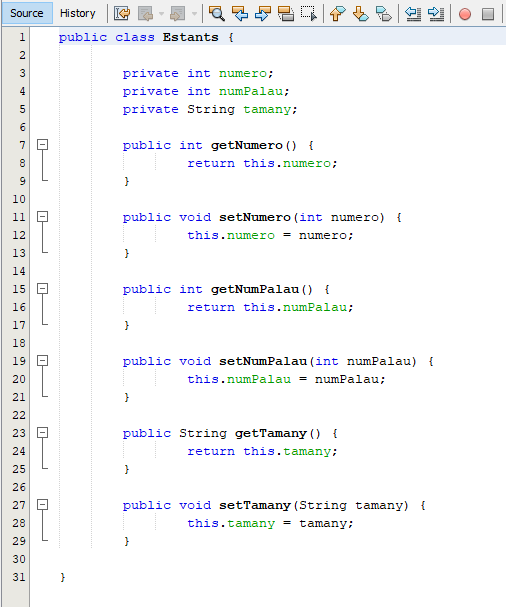 Source History
1 public class Estants {
2
3 private int numero;
4 private int numPalau;
5 private String tamany;
6
7 public int getNumero() {
8 return this.numero;
9 }
10
11 public void setNumero(int numero) {
12 this.numero = numero;
13 }
14
15 public int getNumPalau() {
16 return this.numPalau;
17 }
18
19 public void setNumPalau(int numPalau) {
20 this.numPalau = numPalau;
21 }
22
23 public String getTamany() {
24 return this.tamany;
25 }
26
27 public void setTamany(String tamany) {
28 this.tamany = tamany;
29 }
30
31 }